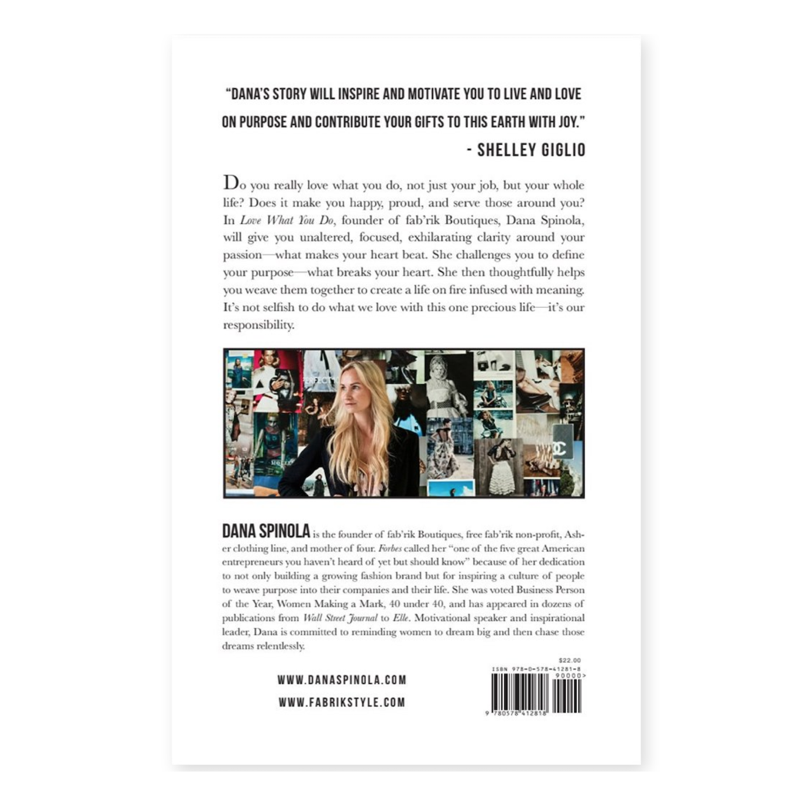 “DANA’S STORY WILL INSPIRE AND MOTIVATE YOU TO LIVE AND LOVE
ON PURPOSE AND CONTRIBUTE YOUR GIFTS TO THIS EARTH WITH JOY.”
- SHELLEY GIGLIO
Do you really love what you do, not just your job, but your whole
life? Does it make you happy, proud, and serve those around you?
In Love What You Do, founder of fab’rik Boutiques, Dana Spinola,
will give you unaltered, focused, exhilarating clarity around your
passion—what makes your heart beat. She challenges you to define
your purpose—what breaks your heart. She then thoughtfully helps
you weave them together to create a life on fire infused with meaning.
It’s not selfish to do what we love with this one precious life—it’s our
responsibility.
DANA SPINOLA is the founder of fab’rik Boutiques, free fab’rik non-profit, Ash-
er clothing line, and mother of four. Forbes called her “one of the five great American
entrepreneurs you haven’t heard of yet but should know” because of her dedication
to not only building a growing fashion brand but for inspiring a culture of people
to weave purpose into their companies and their life. She was voted Business Person
of the Year, Women Making a Mark, 40 under 40, and has appeared in dozens of
publications from Wall Street Journal to Elle. Motivational speaker and inspirational
leader, Dana is committed to reminding women to dream big and then chase those
dreams relentlessly.
WWW.DANASPINOLA.COM
WWW.FABRIKSTYLE.COM
$22.00
ISBN 978-0-578-41281-8
90000>
9 780578 412818